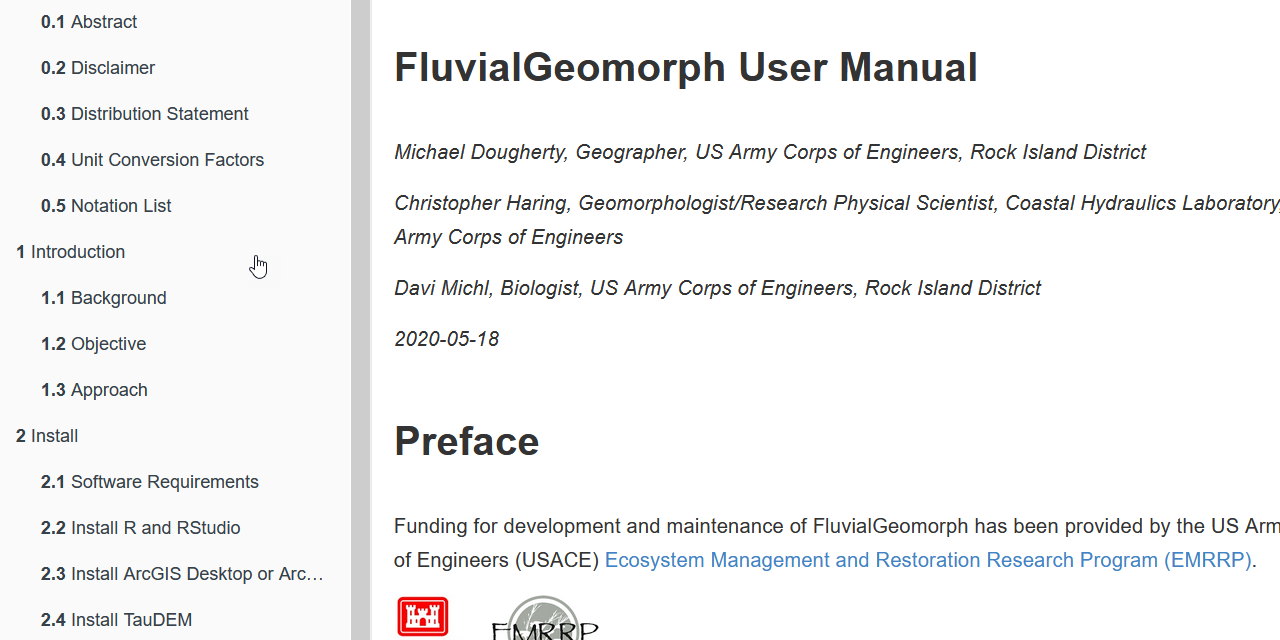 0.1 Abstract
0.2 Disclaimer
0.3 Distribution Statement
0.4 Unit Conversion Factors
0.5 Notation List
1 Introduction
1.1 Background
1.2 Objective
1.3 Approach
2 Install
2.1 Software Requirements
2.2 Install R and RStudio
2.3 Install ArcGIS Desktop or Arc…
2.4 Install TauDEM
FluvialGeomorph User Manual
Michael Dougherty, Geographer, US Army Corps of Engineers, Rock Island District
Christopher Haring, Geomorphologist/Research Physical Scientist, Coastal Hydraulics Laboratory,
Army Corps of Engineers
Davi Michl, Biologist, US Army Corps of Engineers, Rock Island District
2020-05-18
Preface
Funding for development and maintenance of FluvialGeomorph has been provided by the US Arm
of Engineers (USACE) Ecosystem Management and Restoration Research Program (EMRRP).
EMRRP